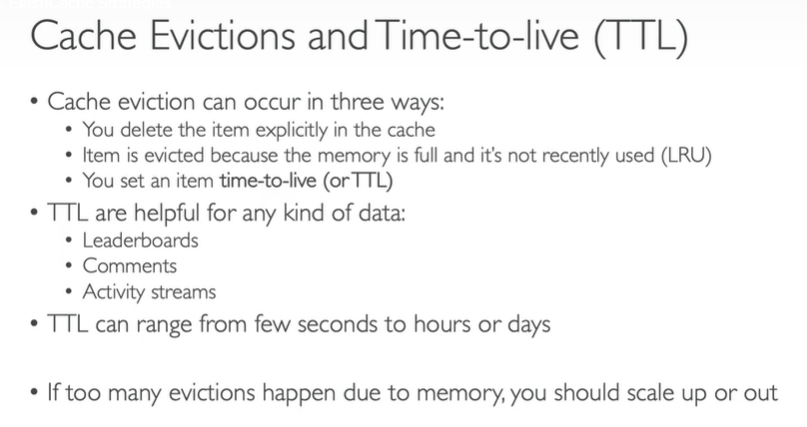 Cache Evictions and Time-to-live (TTL)
• Cache eviction can occur in three ways:
• You delete the item explicitly in the cache
• Item is evicted because the memory is full and it's not recently used (LRU)
• You set an item time-to-live (or TTL)
• TTL are helpful for any kind of data:
• Leaderboards
• Comments
• Activity streams
• TTL can range from few seconds to hours or days
• If too many evictions happen due to memory, you should scale up or out